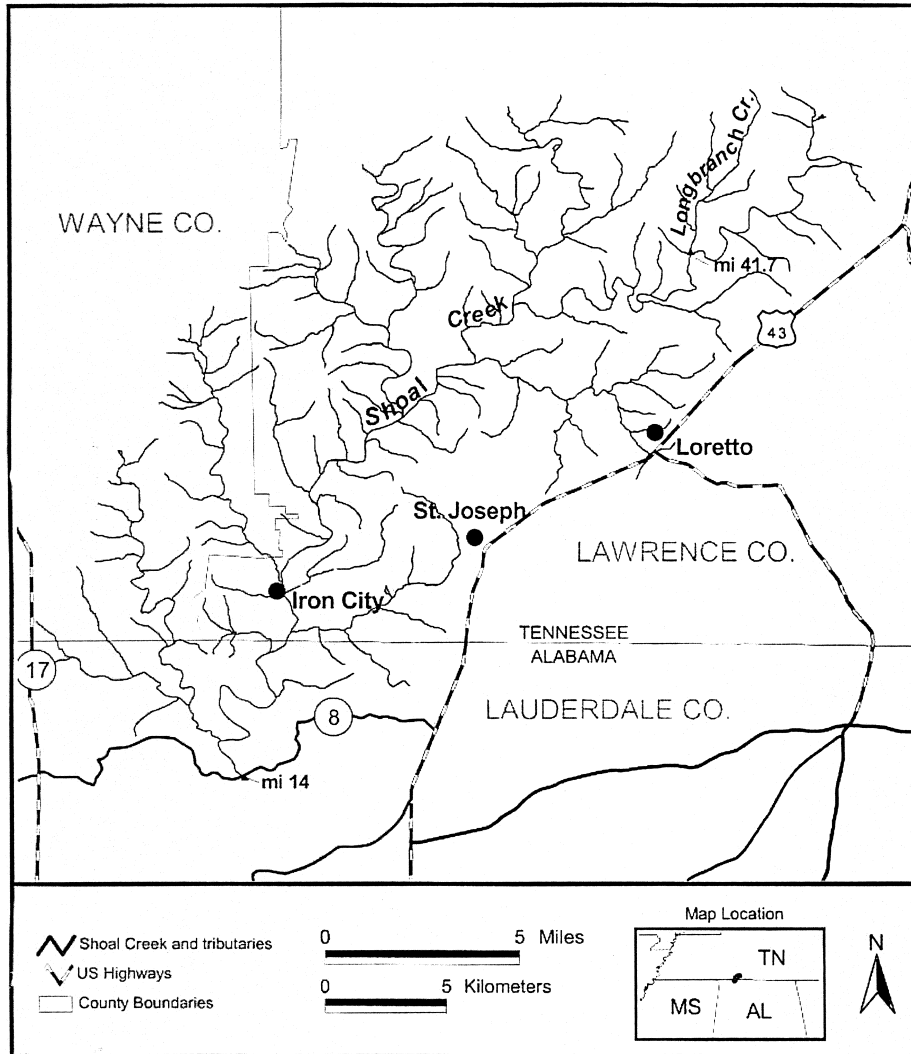 Longbranch Cr.
WAYNE CO.
mi 41.7
Creek
43
Shoal
Loretto
St. Joseph
LAWRENCE CO.
Iron City
TENNESSEE
ALABAMA
17
8
LAUDERDALE CO.
mi 14
Shoal Creek and tributaries
US Highways
County Boundaries
0 5 Miles
0 5 Kilometers
Map Location
TN
MS AL
N